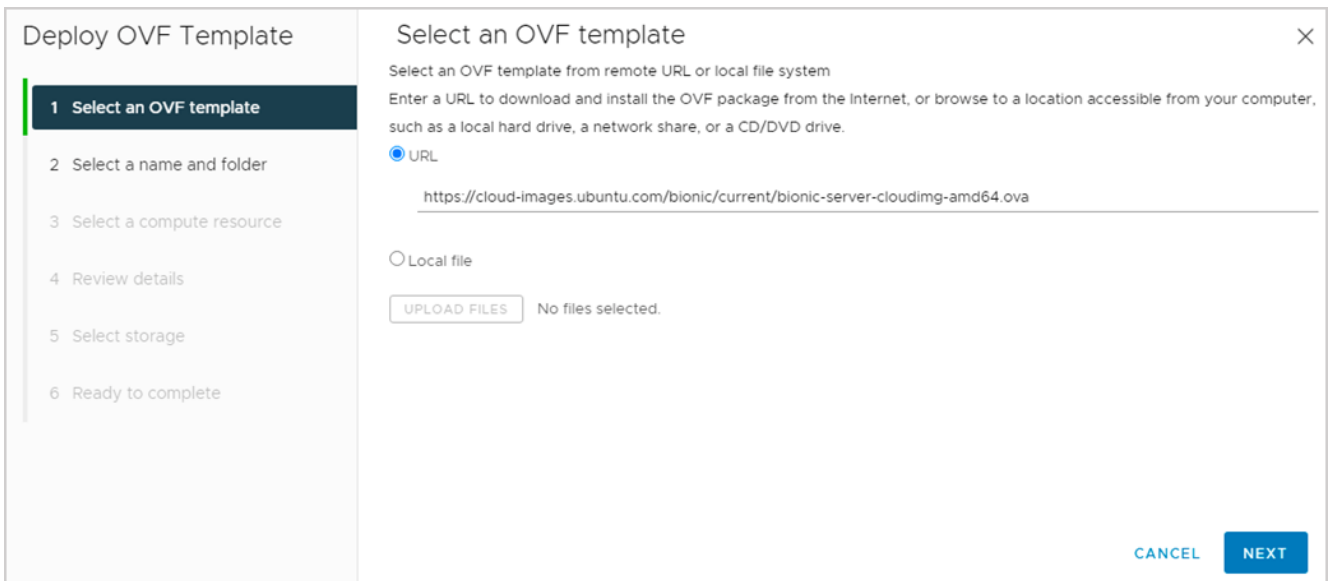 Deploy OVF Template
1 Select an OVF template
2 Select a name and folder
3 Select a compute resource
4 Review details
5 Select storage
6 Ready to complete
Select an OVF template
Select an OVF template from remote URL or local file system
Enter a URL to download and install the OVF package from the Internet, or browse to a location accessible from your computer,
such as a local hard drive, a network share, or a CD/DVD drive.
URL
https://cloud-images.ubuntu.com/bionic/current/bionic-server-cloudimg-amd64.ova
Local file
UPLOAD FILES No files selected.
CANCEL NEXT